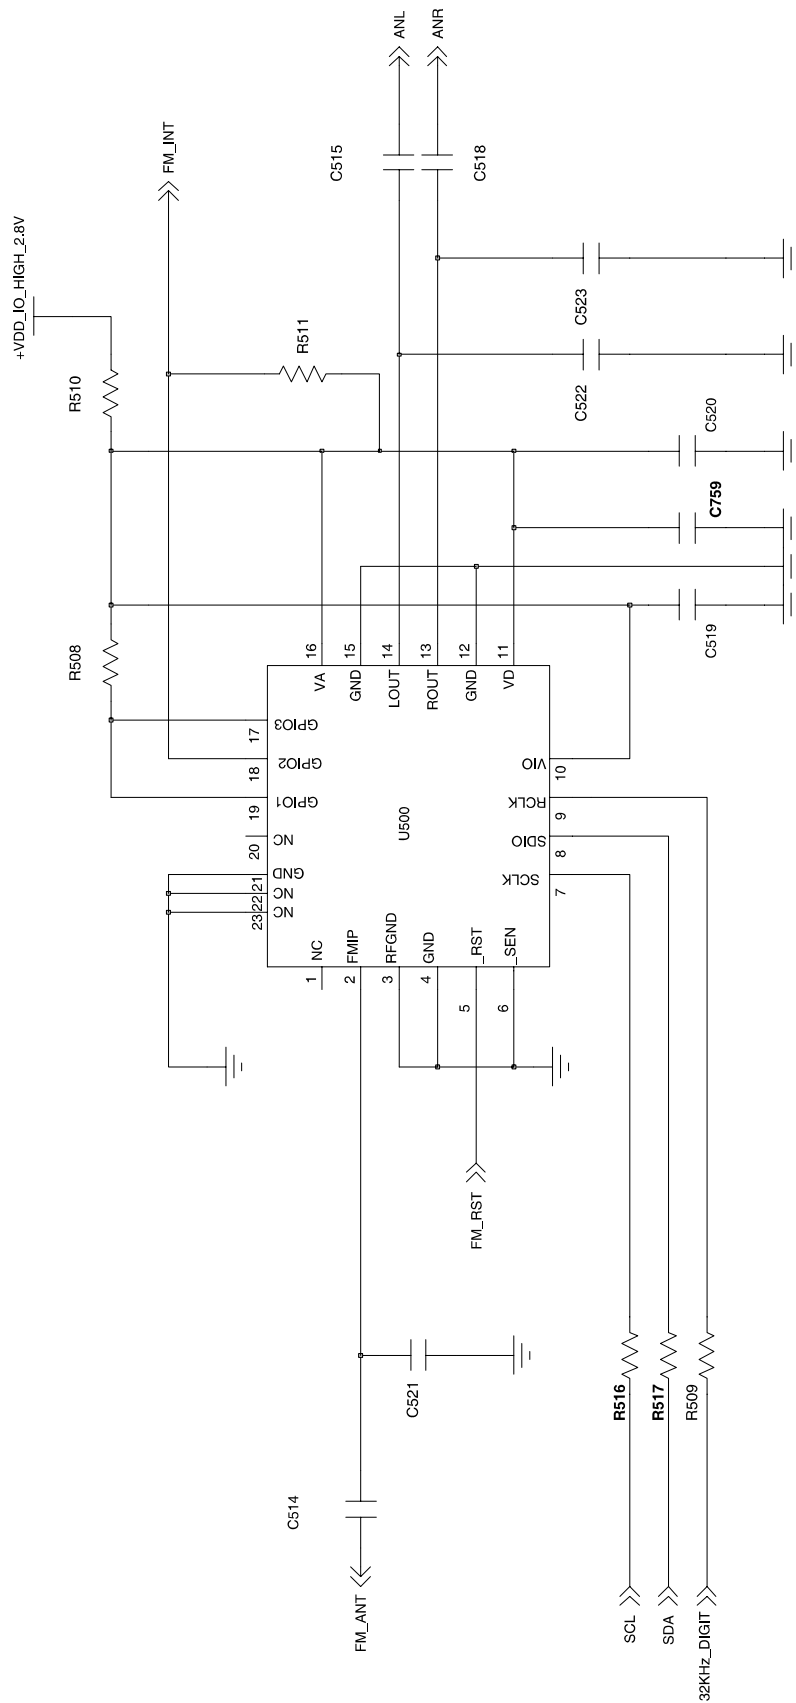 ANL
ANR
FM_INT
+VDD_IO_HIGH_2.8V
C515
C518
R510
R511
C523
C522
C520
C759
C519
R508
16
15
14
13
12
11
VA
GND
LOUT
ROUT
GND
VD
17
GPIO3
18
GPIO2
19
GPIO1
20
NC
21
GND
22
NC
23
NC
U500
VIO
10
RCLK
9
SDIO
8
SCLK
7
NC
FMIP
RFGND
GND
_RST
_SEN
1
2
3
4
5
6
FM_RST
C521
C514
FM_ANT
R516
R517
R509
SCL
SDA
32KHz_DIGIT